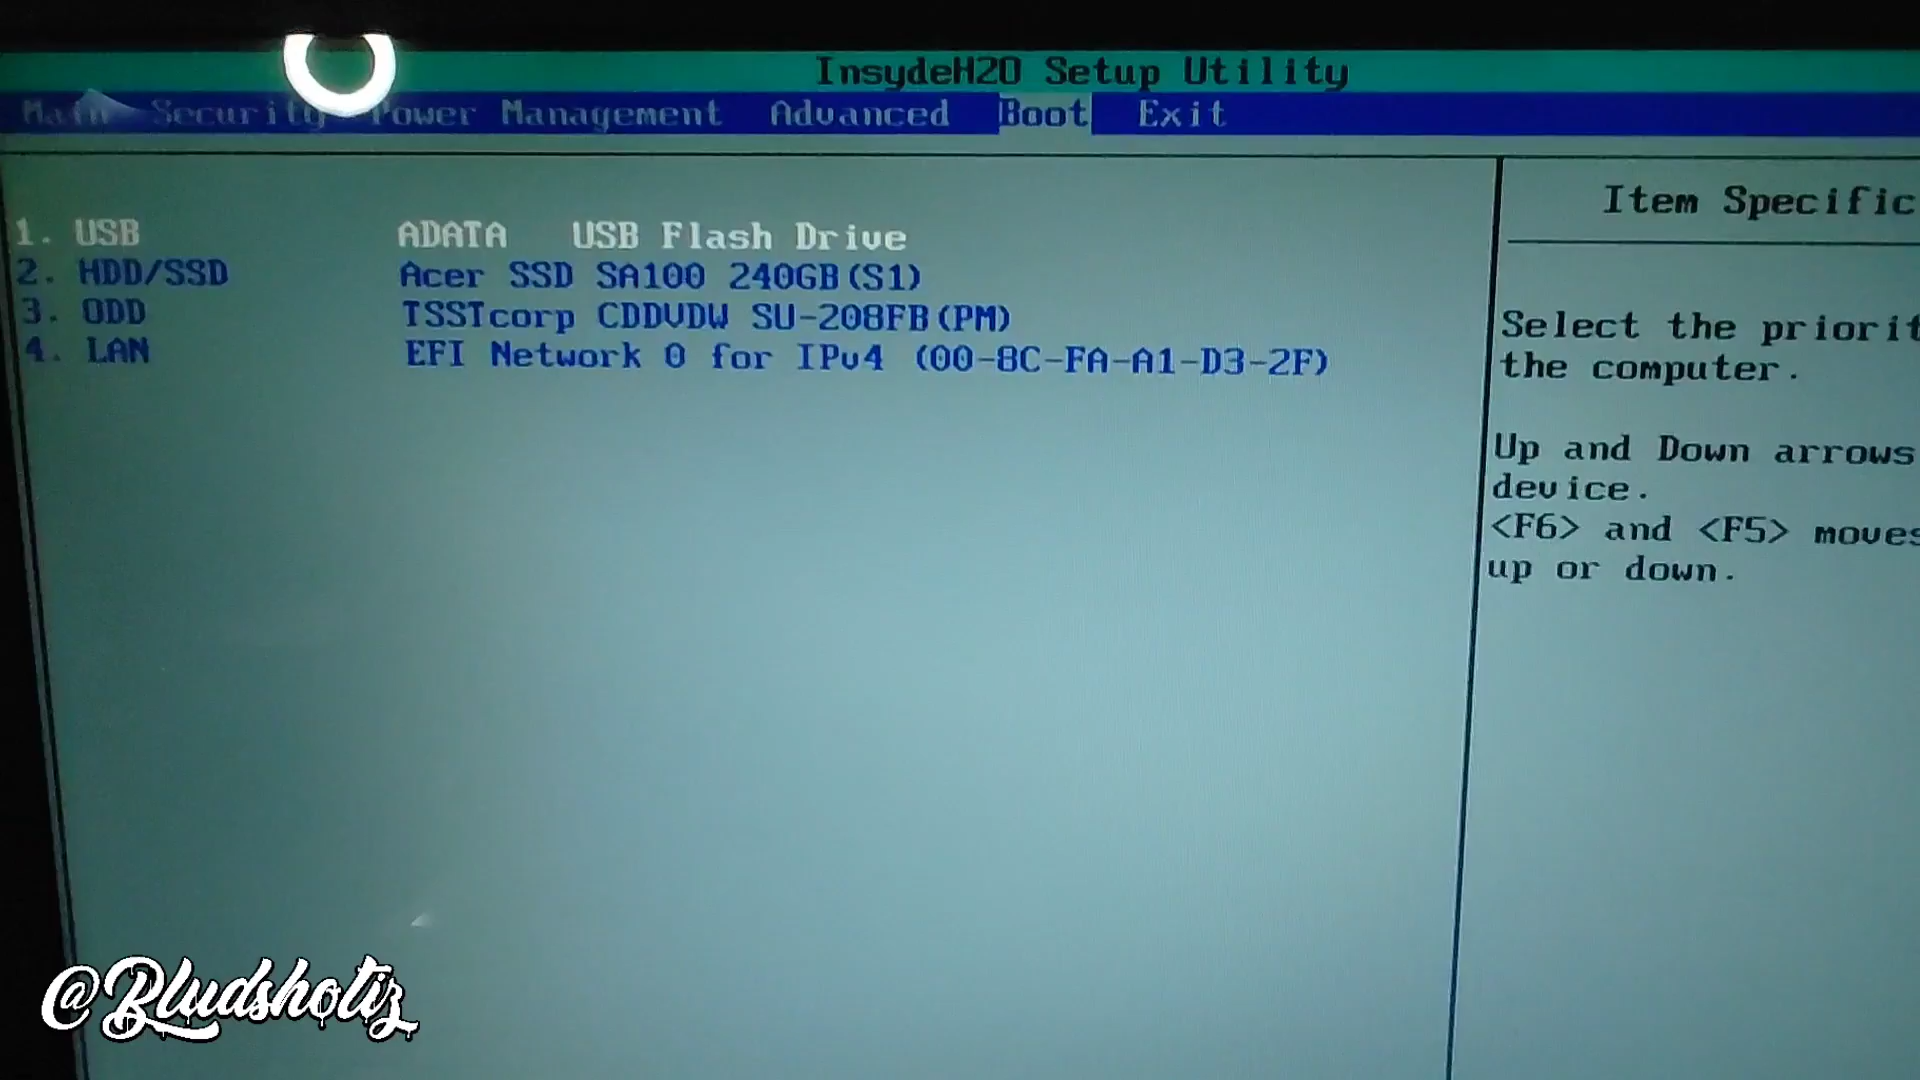 InsydeH2O Setup Utility
Main Security Power Management Advanced Boot Exit
Item Specific
1. USB ADATA USB Flash Drive
2. HDD/SSD Acer SSD SA100 240GB(S1)
3. ODD TSSTcorp CDDVDW SU-208FB(PM)
4. LAN EFI Network 0 for IPv4 (00-8C-FA-A1-D3-2F)
Select the priorit
the computer.
Up and Down arrows
device.
<F6> and <F5> moves
up or down.
@Bludshotiz